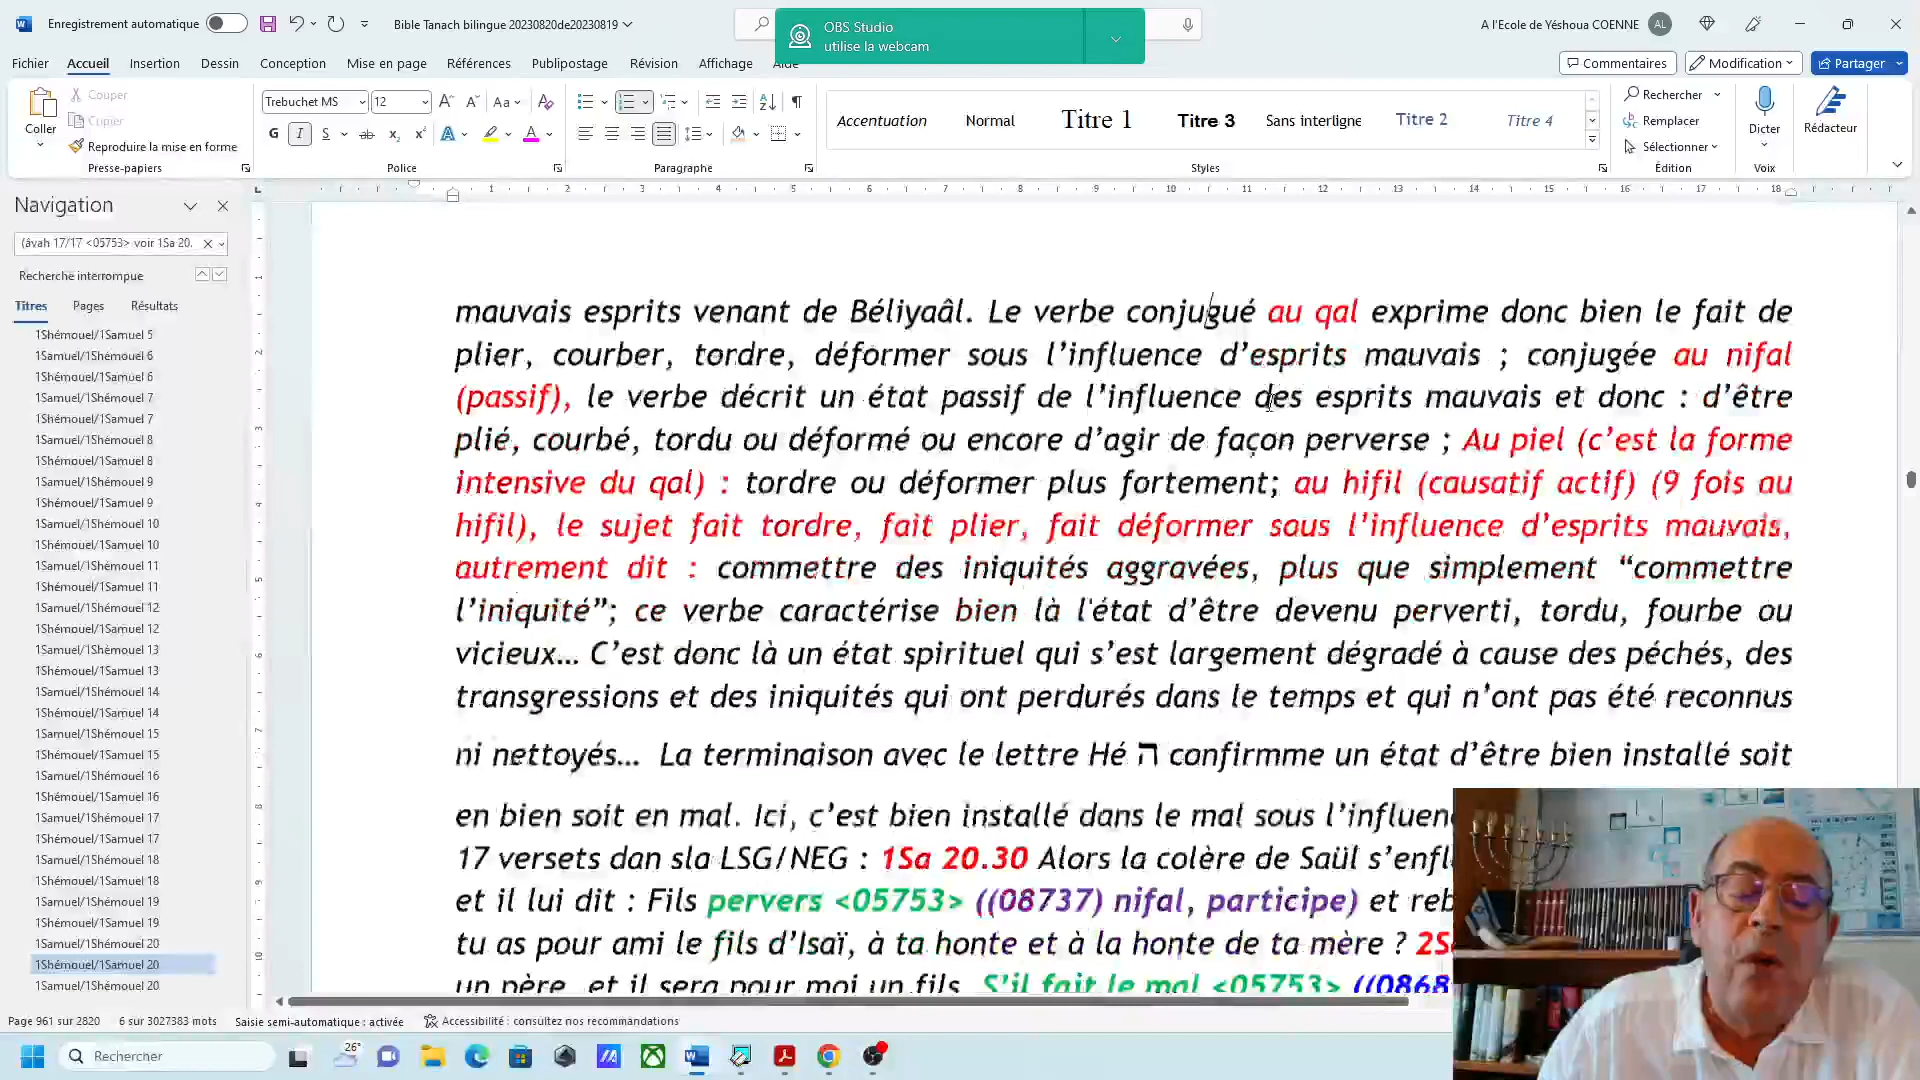 Enregistrement automatique
Bible Tanach bilingue 20230820de20230819
OBS Studio
utilise la webcam
A l'Ecole de Yéshoua COENNE
AL
Fichier
Accueil
Insertion
Dessin
Conception
Mise en page
Références
Publipostage
Révision
Affichage
Aide
Commentaires
Modification
Partager
Coller
Couper
Copier
Reproduire la mise en forme
Presse-papiers
Trebuchet MS
12
Police
Paragraphe
Accentuation
Normal
Titre 1
Titre 3
Sans interligne
Titre 2
Titre 4
Styles
Rechercher
Remplacer
Sélectionner
Édition
Dicter
Voix
Rédacteur
Navigation
(âvah 17/17 <05753> voir 1Sa 20.
Recherche interrompue
Titres
Pages
Résultats
1Shémouel/1Samuel 5
1Samuel/1Shémouel 6
1Shémouel/1Samuel 6
1Samuel/1Shémouel 7
1Shémouel/1Samuel 7
1Samuel/1Shémouel 8
1Shémouel/1Samuel 8
1Samuel/1Shémouel 9
1Shémouel/1Samuel 9
1Samuel/1Shémouel 10
1Shémouel/1Samuel 10
1Samuel/1Shémouel 11
1Shémouel/1Samuel 11
1Samuel/1Shémouel 12
1Shémouel/1Samuel 12
1Samuel/1Shémouel 13
1Shémouel/1Samuel 13
1Samuel/1Shémouel 14
1Shémouel/1Samuel 14
1Samuel/1Shémouel 15
1Shémouel/1Samuel 15
1Samuel/1Shémouel 16
1Shémouel/1Samuel 16
1Samuel/1Shémouel 17
1Shémouel/1Samuel 17
1Samuel/1Shémouel 18
1Shémouel/1Samuel 18
1Samuel/1Shémouel 19
1Shémouel/1Samuel 19
1Samuel/1Shémouel 20
1Shémouel/1Samuel 20
1Samuel/1Shémouel 20
mauvais esprits venant de Béliyaâl. Le verbe conjugué au qal exprime donc bien le fait de
plier, courber, tordre, déformer sous l’influence d’esprits mauvais ; conjugée au nifal
(passif), le verbe décrit un état passif de l’influence des esprits mauvais et donc : d’être
plié, courbé, tordu ou déformé ou encore d’agir de façon perverse ; Au piel (c’est la forme
intensive du qal) : tordre ou déformer plus fortement; au hifil (causatif actif) (9 fois au
hifil), le sujet fait tordre, fait plier, fait déformer sous l’influence d’esprits mauvais,
autrement dit : commettre des iniquités aggravées, plus que simplement “commettre
l’iniquité”; ce verbe caractérise bien là l'état d’être devenu perverti, tordu, fourbe ou
vicieux… C’est donc là un état spirituel qui s’est largement dégradé à cause des péchés, des
transgressions et des iniquités qui ont perdurés dans le temps et qui n’ont pas été reconnus
ni nettoyés… La terminaison avec le lettre Hé ה confirmme un état d’être bien installé soit
en bien soit en mal. Ici, c’est bien installé dans le mal sous l’influen
17 versets dan sla LSG/NEG : 1Sa 20.30 Alors la colère de Saül s’enfl
et il lui dit : Fils pervers <05753> ((08737) nifal, participe) et reb
tu as pour ami le fils d’Isaï, à ta honte et à la honte de ta mère ? 2S
un père, et il sera pour moi un fils. S’il fait le mal <05753> ((0868
Page 961 sur 2820
6 sur 3027383 mots
Saisie semi-automatique : activée
Accessibilité : consultez nos recommandations
Rechercher
26°